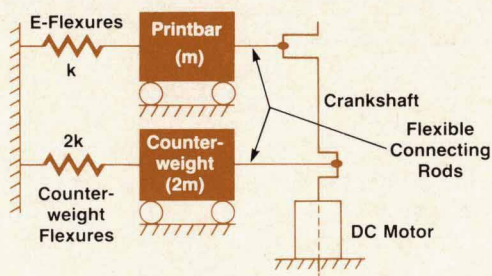 E-Flexures
k
Printbar
(m)
Crankshaft
Flexible
Connecting
Rods
2k
Counter-
weight
Flexures
Counter-
weight
(2m)
DC Motor